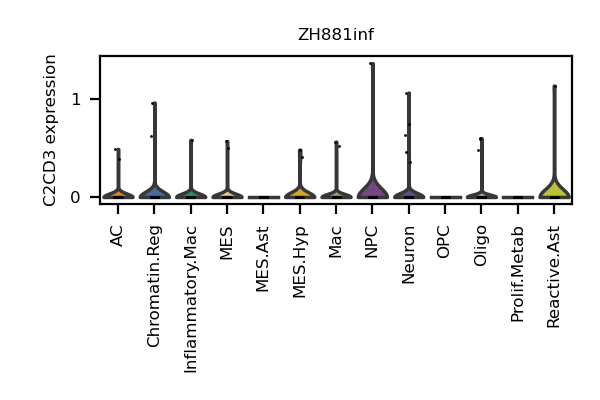 ZH881inf
C2CD3 expression
1
0
AC
Chromatin.Reg
Inflammatory.Mac
MES
MES.Ast
MES.Hyp
Mac
NPC
Neuron
OPC
Oligo
Prolif.Metab
Reactive.Ast